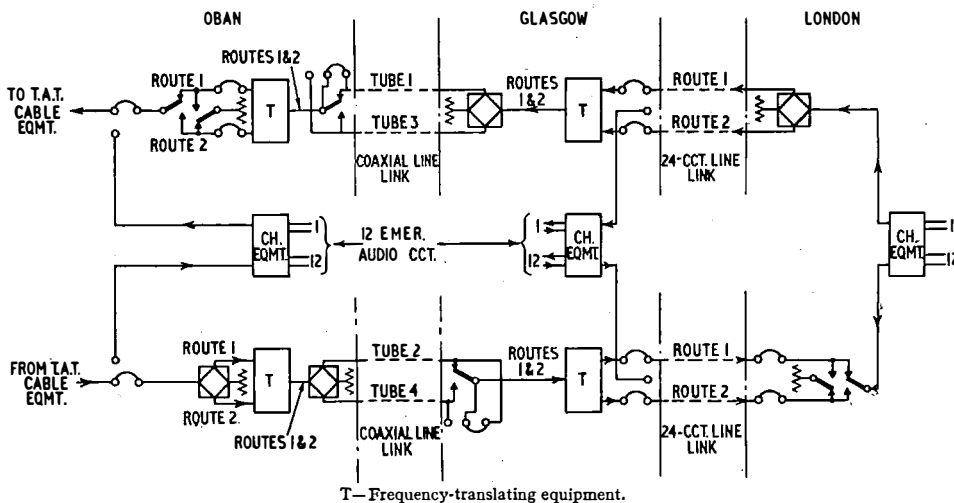 OBAN
GLASGOW
LONDON
TO T.A.T.
CABLE
EQMT.
ROUTE 1
ROUTE 2
T
ROUTES 1&2
TUBE 1
TUBE 3
COAXIAL LINE
LINK
ROUTES
1&2
T
ROUTE 1
ROUTE 2
24-CCT. LINE
LINK
CH.
EQMT.
1
12
12 EMER.
AUDIO CCT.
1
12
CH.
EQMT.
CH.
EQMT.
1
12
FROM T.A.T.
CABLE
EQMT.
ROUTE 1
ROUTE 2
T
ROUTES 1&2
TUBE 2
TUBE 4
COAXIAL LINE
LINK
ROUTES
1&2
T
ROUTE 1
ROUTE 2
24-CCT. LINE
LINK
T—Frequency-translating equipment.